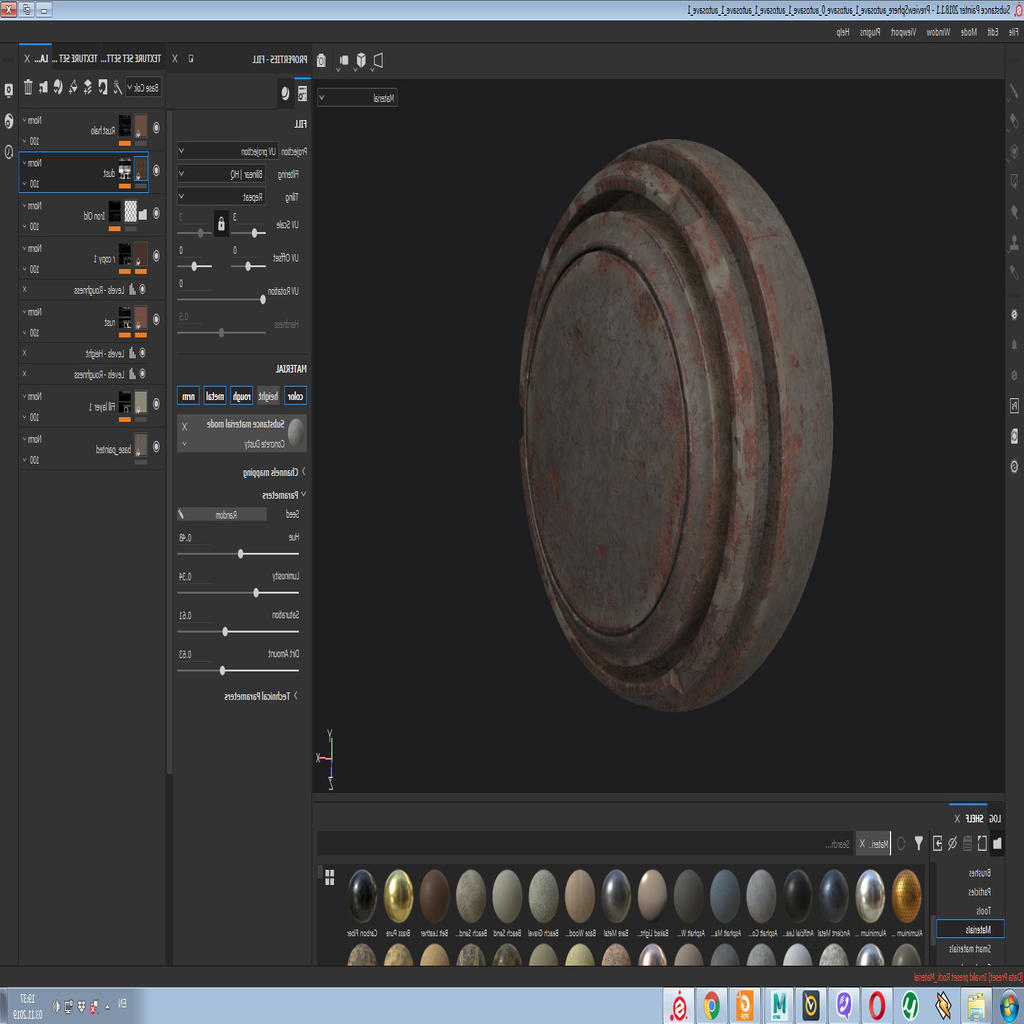 Substance Painter 2018.1.1 - PreviewSphere_autosave_1_autosave_0_autosave_1_autosave_1_autosave_1_autosave_1
File Edit Mode Window Viewport Plugins Help
Material
Y
X
Z
LOG SHELF X
Materi... X
Search...
Brushes
Particles
Tools
Materials
Smart materials
Aluminium ... Aluminium ... Ancient Metal Artificial Lea... Asphalt Co... Asphalt Ma... Asphalt W... Baked Light... Bare Metal Base Wood... Beach Gravel Beach Sand Beach Sand... Belt Leather Brass Pure Carbon Fiber
PROPERTIES - FILL
FILL
Projection UV projection
Filtering Bilinear | HQ
Tiling Repeat
UV Scale 3 3
UV Offset 0 0
UV Rotation 0
Hardness 0.5
MATERIAL
color height rough metal nrm
Substance material mode X
Concrete Dusty
Channels mapping
Parameters
Seed Random
Hue 0.48
Luminosity 0.34
Saturation 0.61
Dirt Amount 0.63
Technical Parameters
TEXTURE SET SETT... TEXTURE SET ... LA... X
Base Colo
Rust halo Norm 100
dust Norm 100
Iron Old Norm 100
r copy 1 Norm 100
Levels - Roughness X
rust Norm 100
Levels - Height X
Levels - Roughness X
Fill layer 1 Norm 100
_base_painted Norm 100
[Data Preset] Invalid preset Rock_Material
EN
19:37
03.11.2019